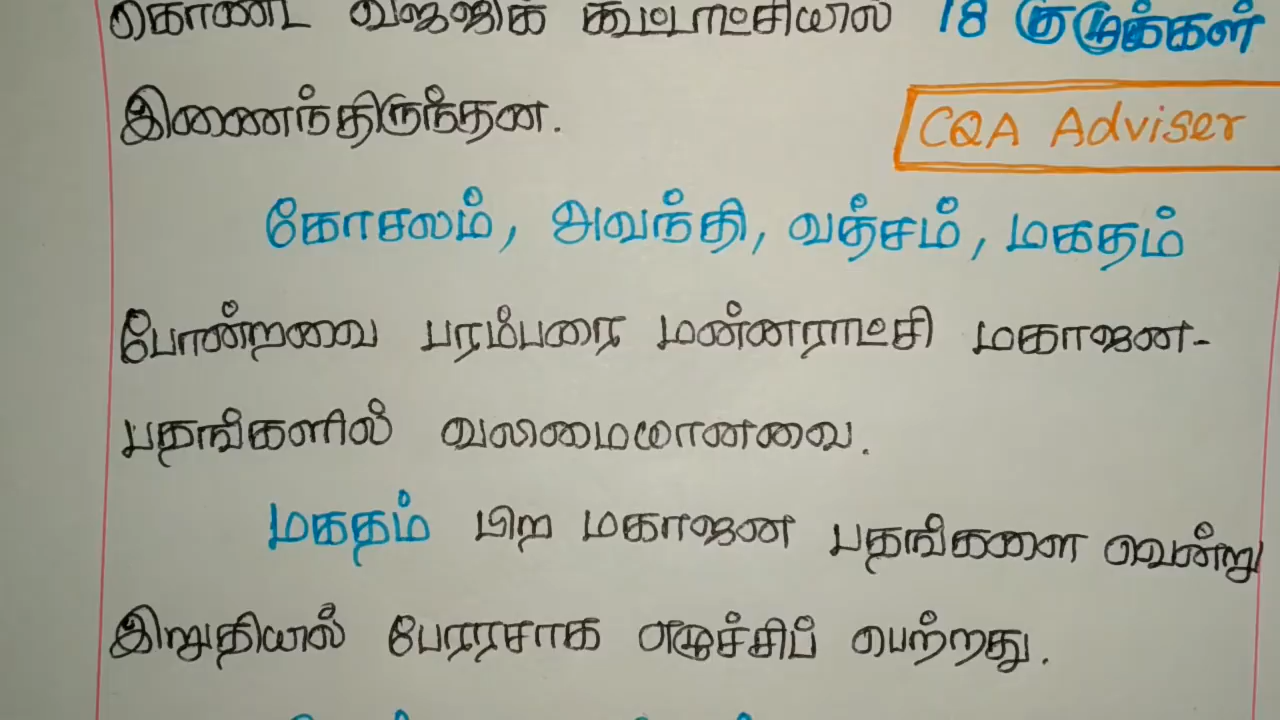 கொண்ட வஜ்ஜிக் கூட்டாட்சியில் 18 குடுக்கள்
இணைந்திருந்தன.
CQA Adviser
கோசலம், அவந்தி, வத்சம், மகதம்
போன்றவை பரம்பரை மன்னராட்சி மகாஜன-
பதங்களில் வலிமைமானவை.
மகதம் பிற மகாஜன பதங்களை வென்று
இறுதியில் பேரரசாக எழுச்சிப் பெற்றது.